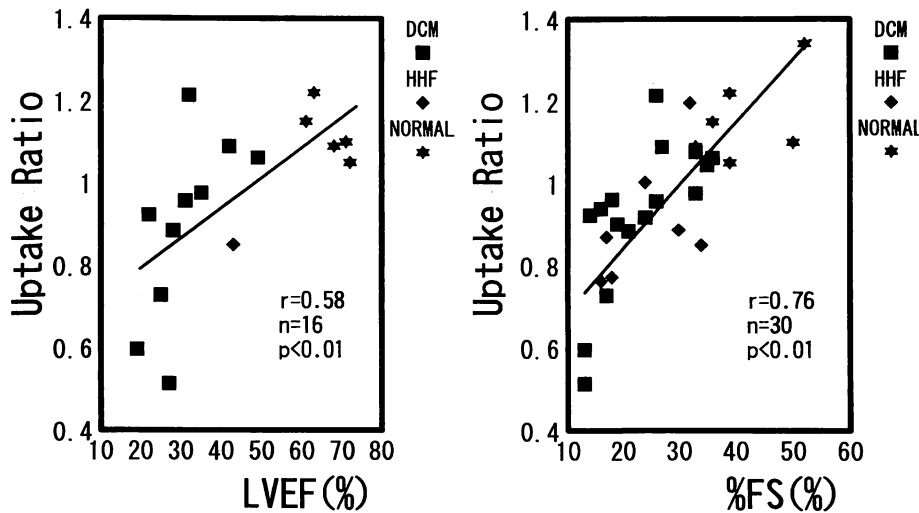 Uptake Ratio
1.4
1.2
1
0.8
0.6
0.4
10 20 30 40 50 60 70 80
LVEF(%)
r=0.58
n=16
p<0.01
DCM
HHF
NORMAL
Uptake Ratio
1.4
1.2
1
0.8
0.6
0.4
10 20 30 40 50 60
%FS(%)
r=0.76
n=30
p<0.01
DCM
HHF
NORMAL